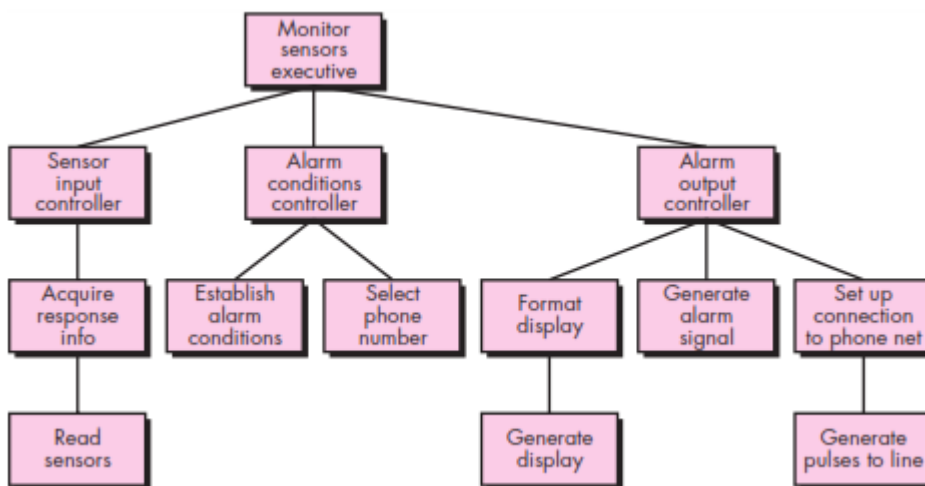 Monitor
sensors
executive
Sensor
input
controller
Alarm
conditions
controller
Alarm
output
controller
Acquire
response
info
Establish
alarm
conditions
Select
phone
number
Format
display
Generate
alarm
signal
Set up
connection
to phone net
Read
sensors
Generate
display
Generate
pulses to line